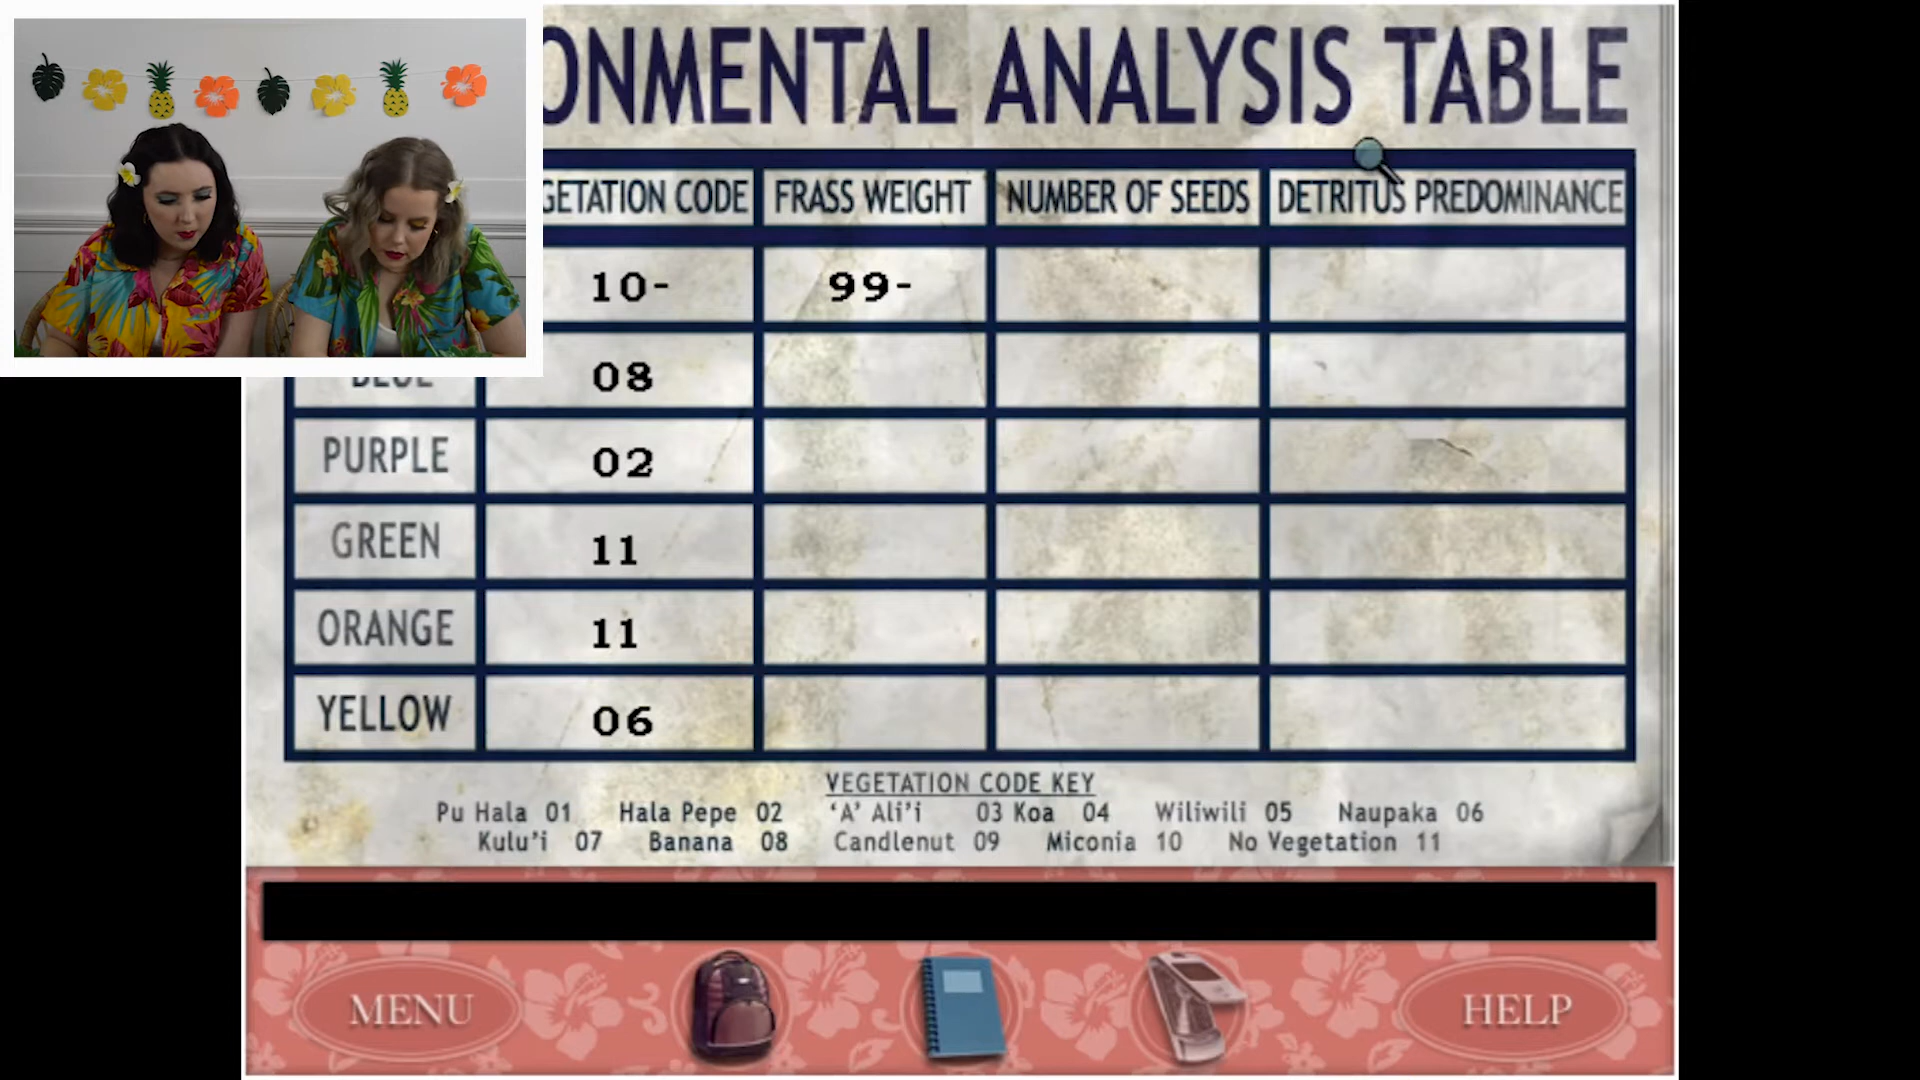 ONMENTAL ANALYSIS TABLE
GETATION CODE FRASS WEIGHT NUMBER OF SEEDS DETRITUS PREDOMINANCE
10- 99-
BLUE 08
PURPLE 02
GREEN 11
ORANGE 11
YELLOW 06
VEGETATION CODE KEY
Pu Hala 01 Hala Pepe 02 ‘A’ Ali’i 03 Koa 04 Wiliwili 05 Naupaka 06
Kulu’i 07 Banana 08 Candlenut 09 Miconia 10 No Vegetation 11
MENU HELP